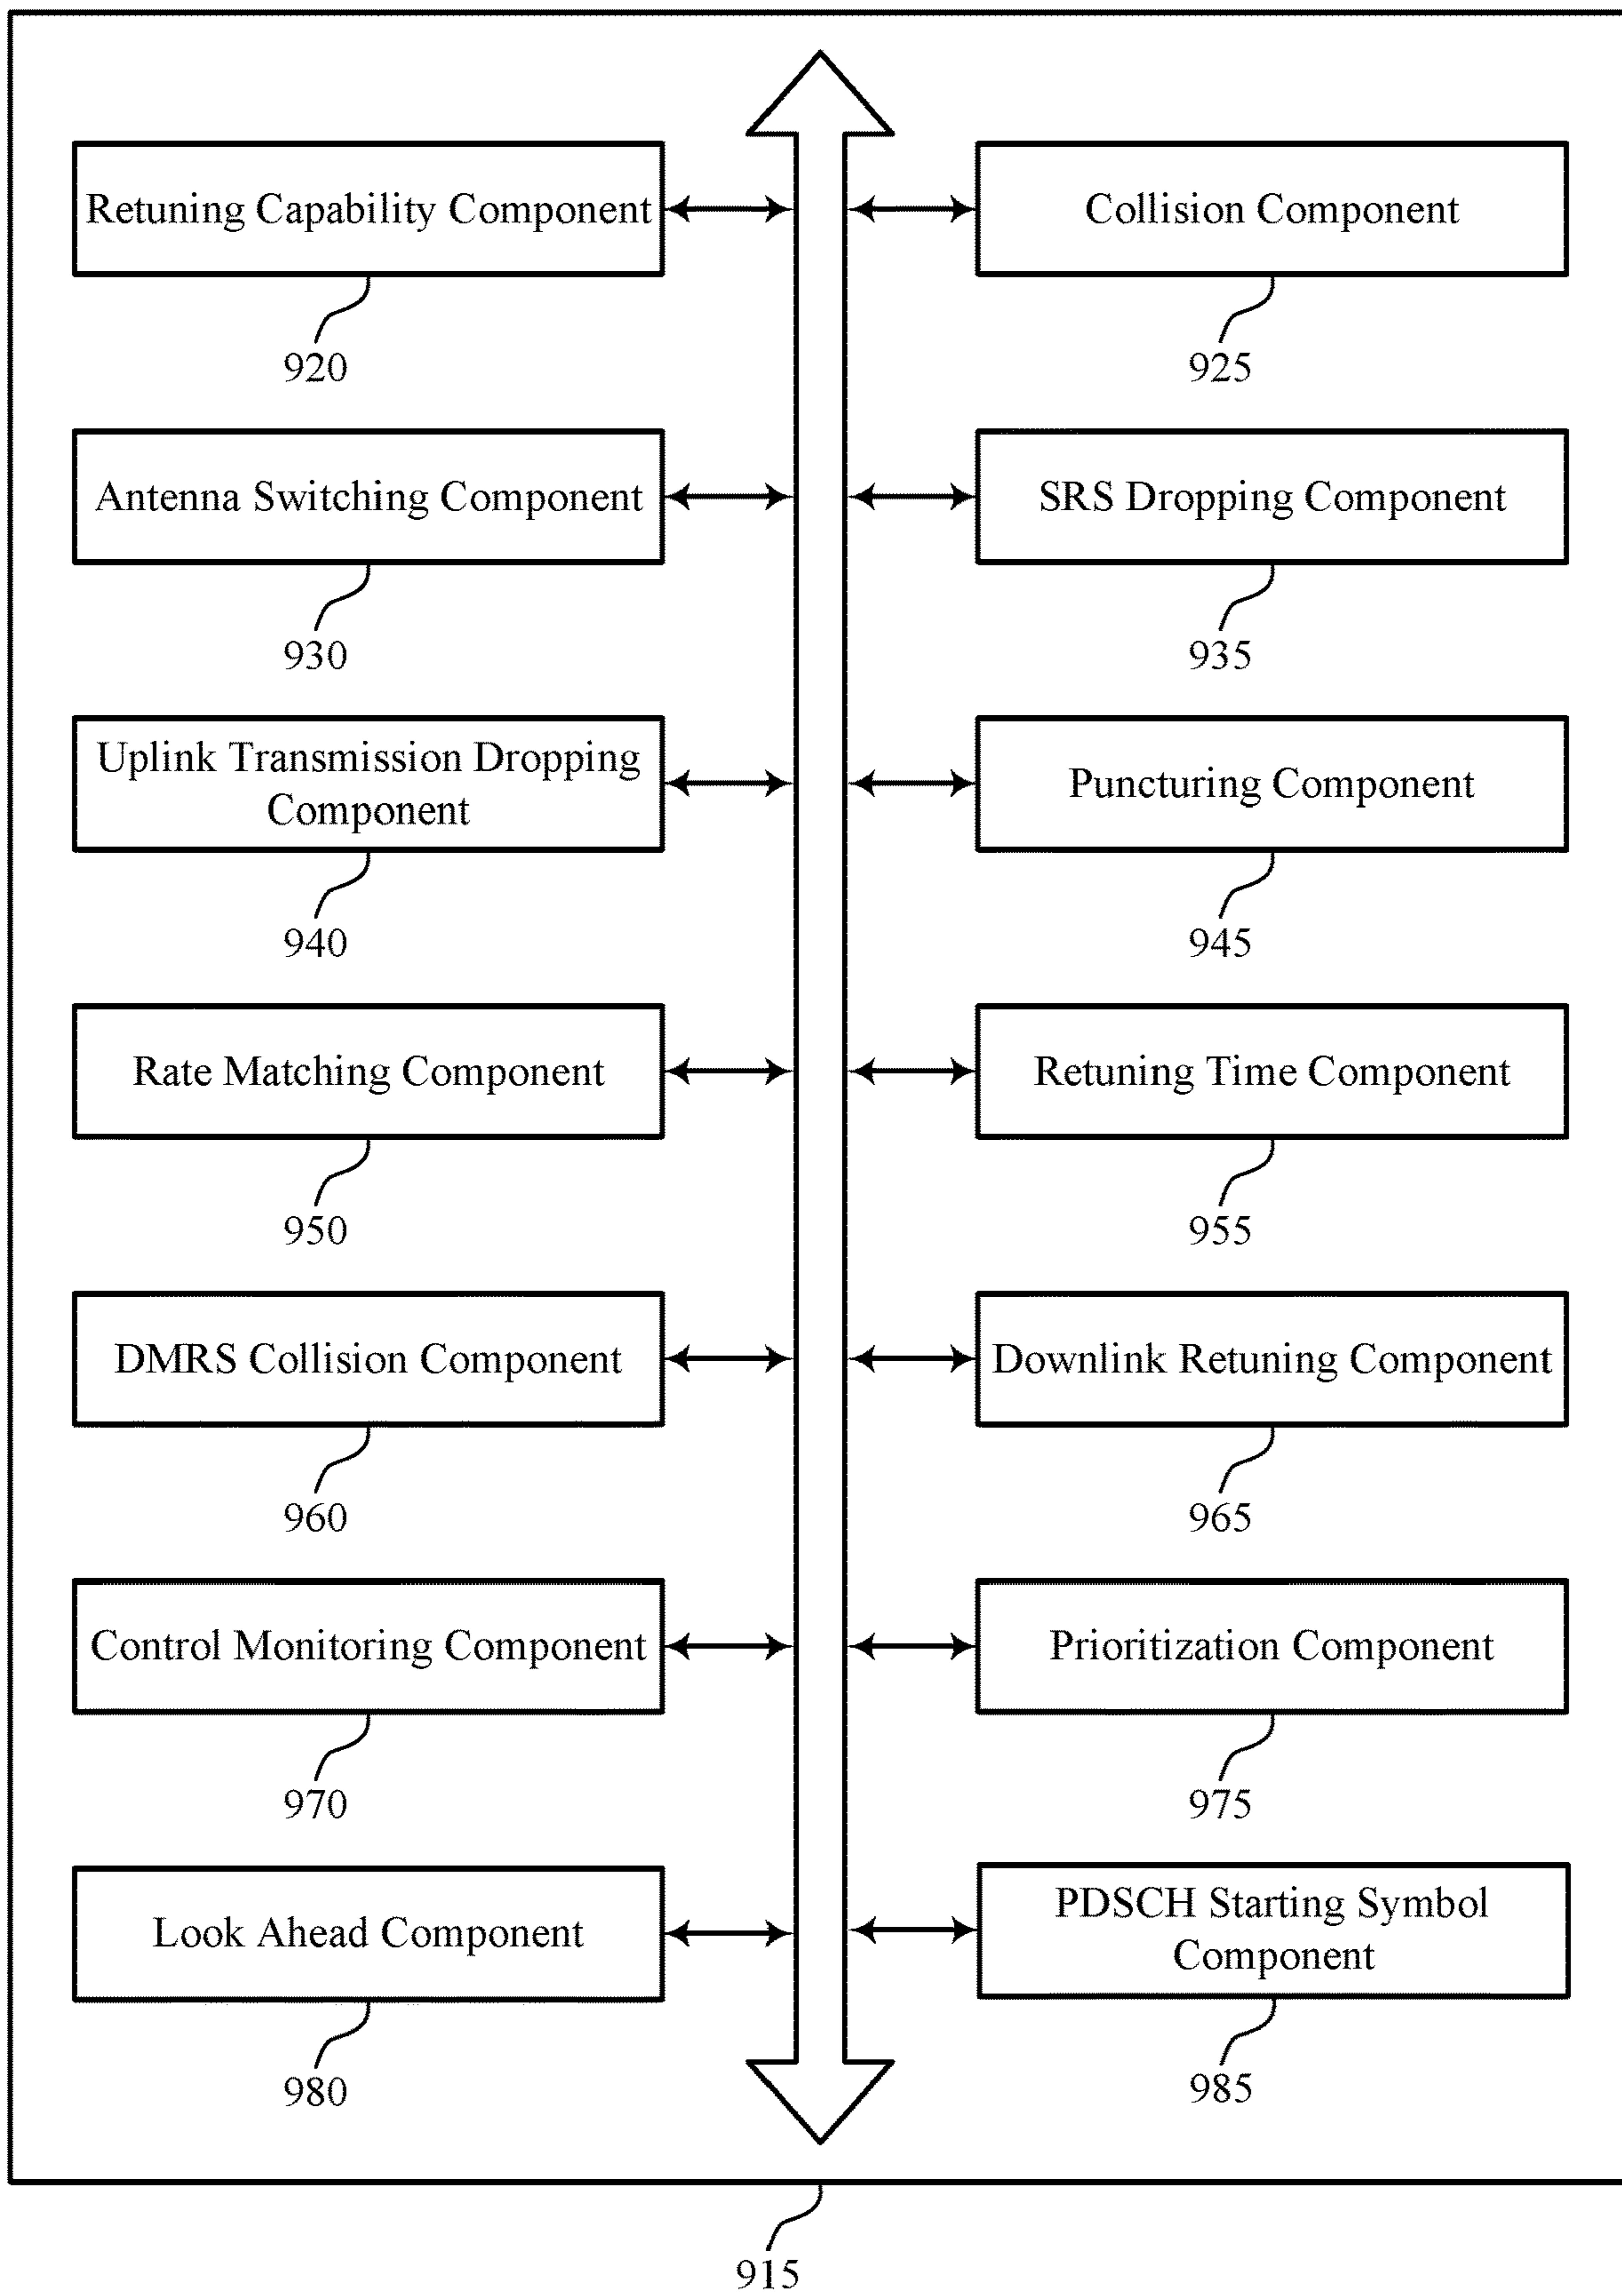 Retuning Capability Component
Collision Component
920
925
Antenna Switching Component
SRS Dropping Component
930
935
Uplink Transmission Dropping
Component
Puncturing Component
940
945
Rate Matching Component
Retuning Time Component
950
955
DMRS Collision Component
Downlink Retuning Component
960
965
Control Monitoring Component
Prioritization Component
970
975
Look Ahead Component
PDSCH Starting Symbol
Component
980
985
915